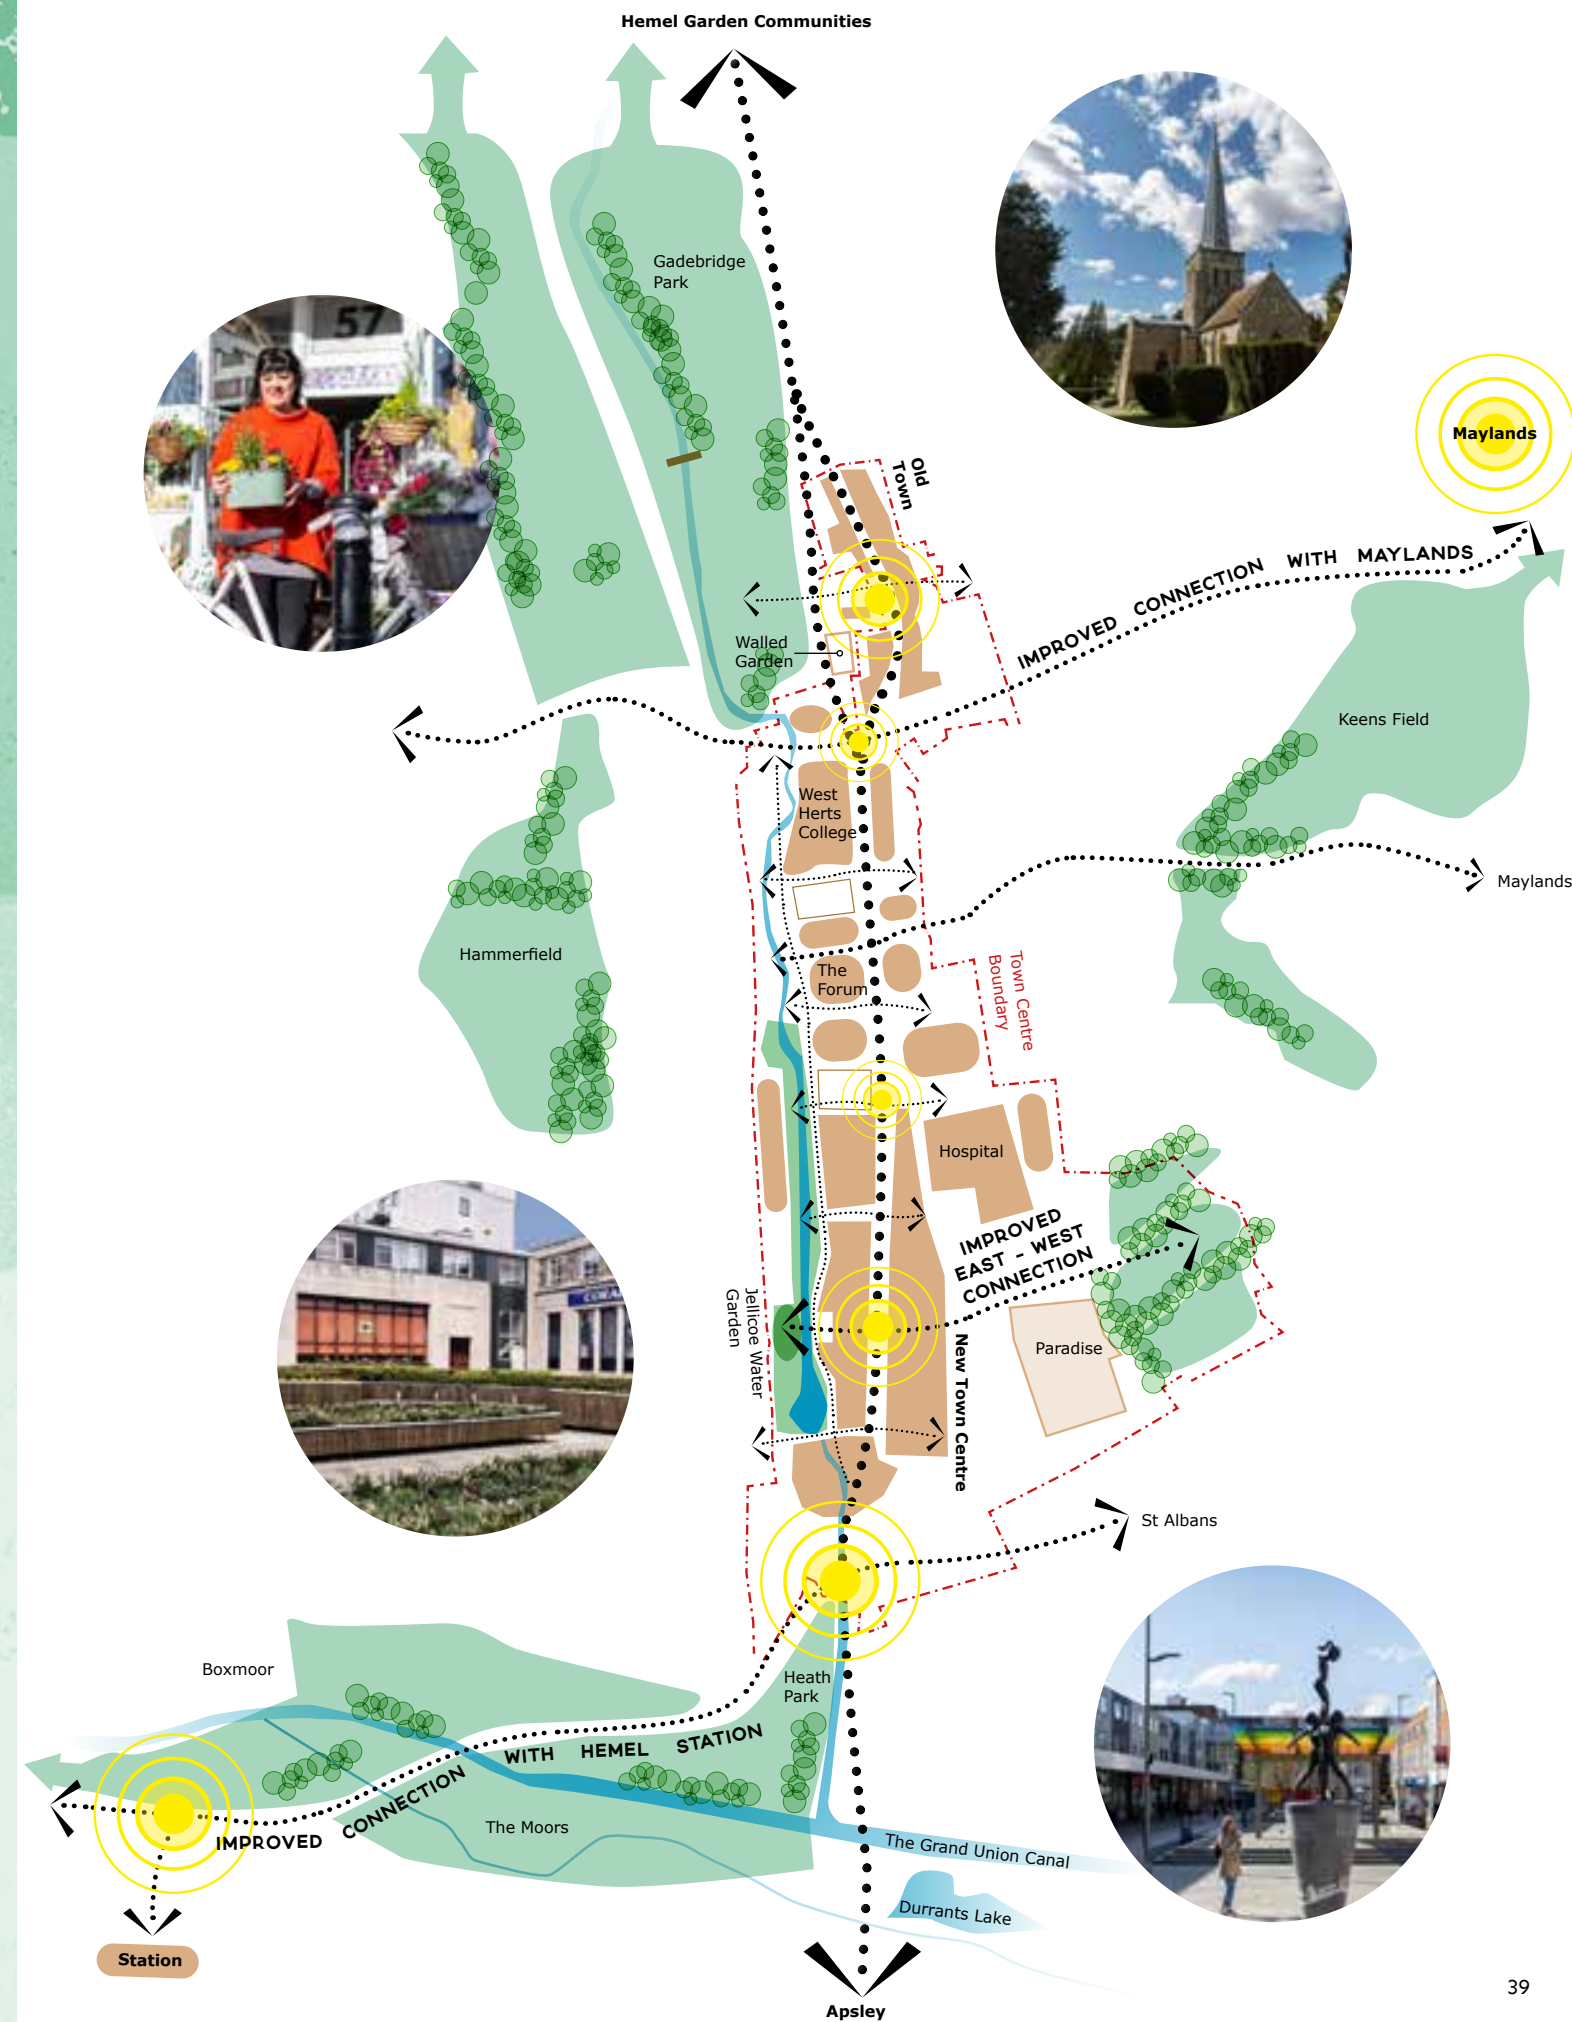 Hemel Garden Communities
57
Gadebridge
Park
Maylands
Old
Town
IMPROVED CONNECTION WITH MAYLANDS
Walled
Garden
Keens Field
West
Herts
College
Maylands
Hammerfield
The
Forum
Town Centre
Boundary
Hospital
IMPROVED
EAST - WEST
CONNECTION
Jellicoe Water
Garden
Paradise
New Town Centre
St Albans
Boxmoor
Heath
Park
IMPROVED CONNECTION WITH HEMEL STATION
The Moors
The Grand Union Canal
Durrants Lake
Station
Apsley
39